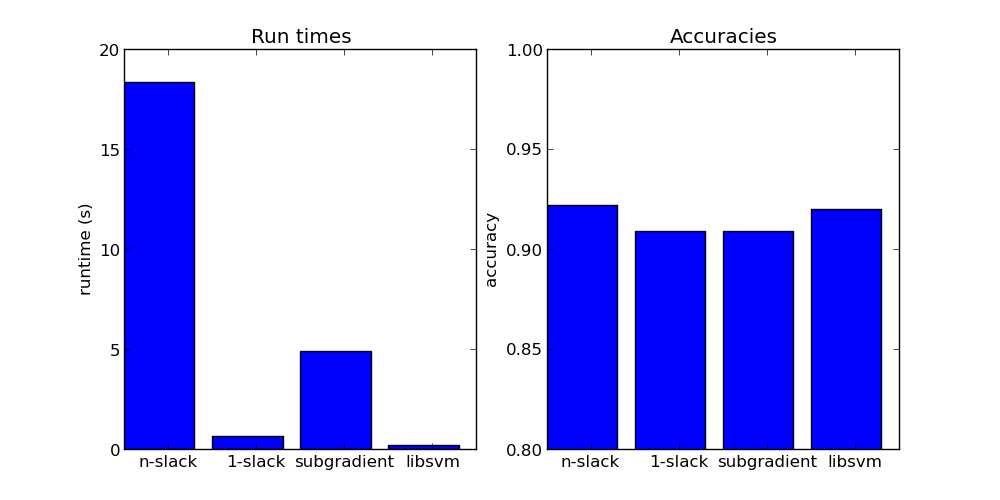 Run times
20
15
10
5
0
runtime (s)
n-slack 1-slack subgradient libsvm
Accuracies
1.00
0.95
0.90
0.85
0.80
accuracy
n-slack 1-slack subgradient libsvm